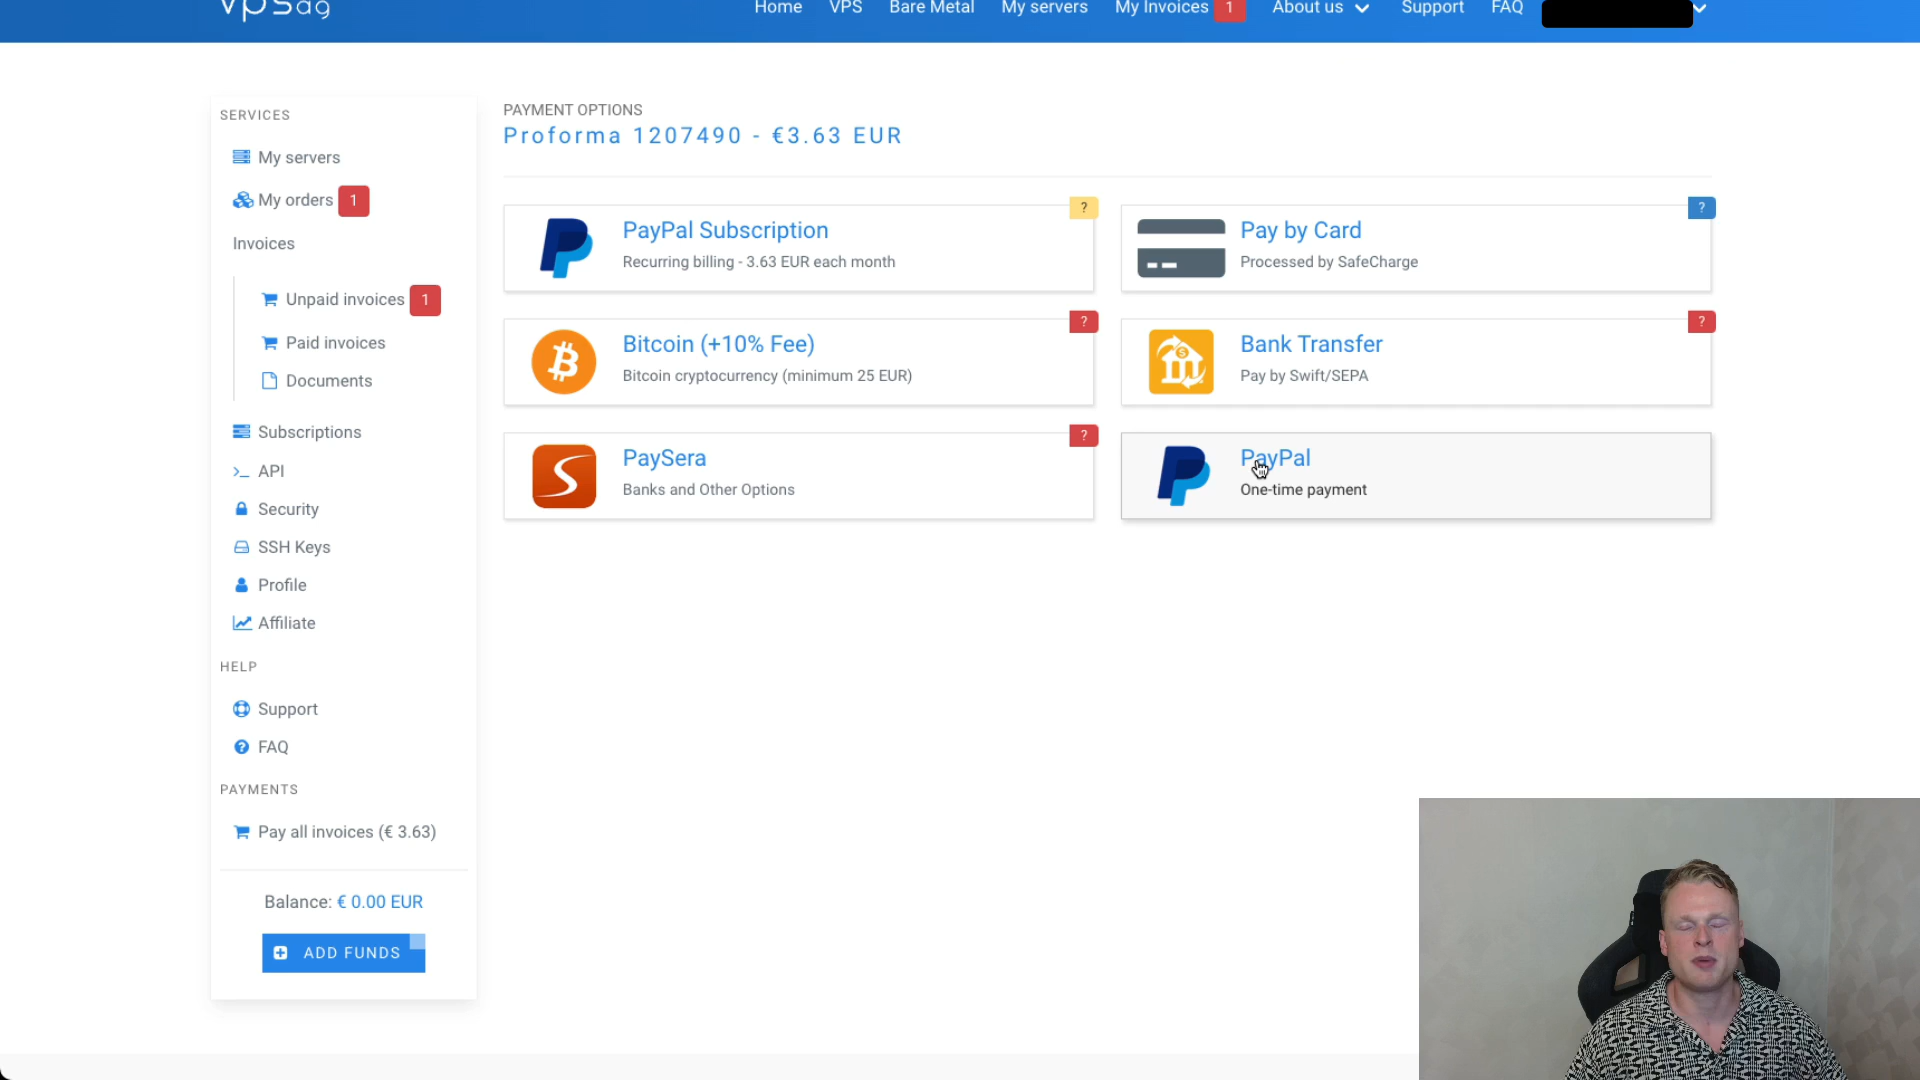 vpsag
Home VPS Bare Metal My servers My Invoices 1 About us Support FAQ
SERVICES
My servers
My orders 1
Invoices
Unpaid invoices 1
Paid invoices
Documents
Subscriptions
API
Security
SSH Keys
Profile
Affiliate
HELP
Support
FAQ
PAYMENTS
Pay all invoices (€ 3.63)
Balance: € 0.00 EUR
ADD FUNDS
PAYMENT OPTIONS
Proforma 1207490 - €3.63 EUR
?
PayPal Subscription
Recurring billing - 3.63 EUR each month
?
Pay by Card
Processed by SafeCharge
?
Bitcoin (+10% Fee)
Bitcoin cryptocurrency (minimum 25 EUR)
?
Bank Transfer
Pay by Swift/SEPA
?
PaySera
Banks and Other Options
PayPal
One-time payment